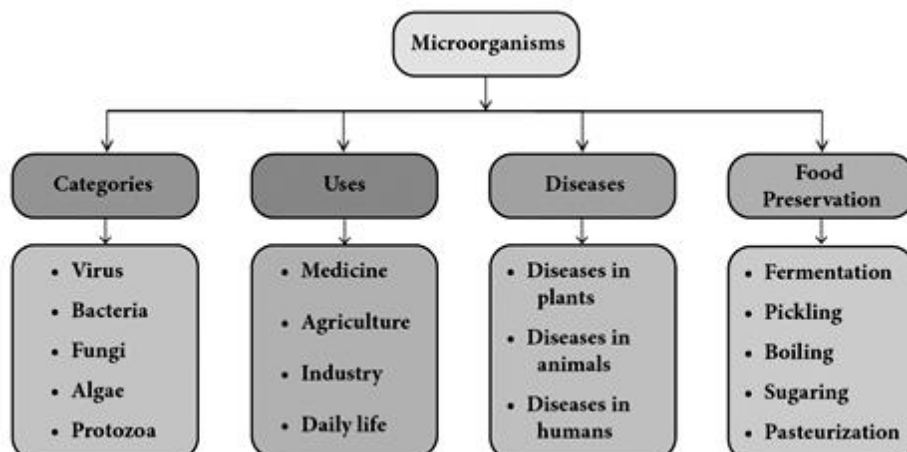 Microorganisms
Categories
Uses
Diseases
Food
Preservation
• Virus
• Bacteria
• Fungi
• Algae
• Protozoa
• Medicine
• Agriculture
• Industry
• Daily life
• Diseases in
plants
• Diseases in
animals
• Diseases in
humans
• Fermentation
• Pickling
• Boiling
• Sugaring
• Pasteurization